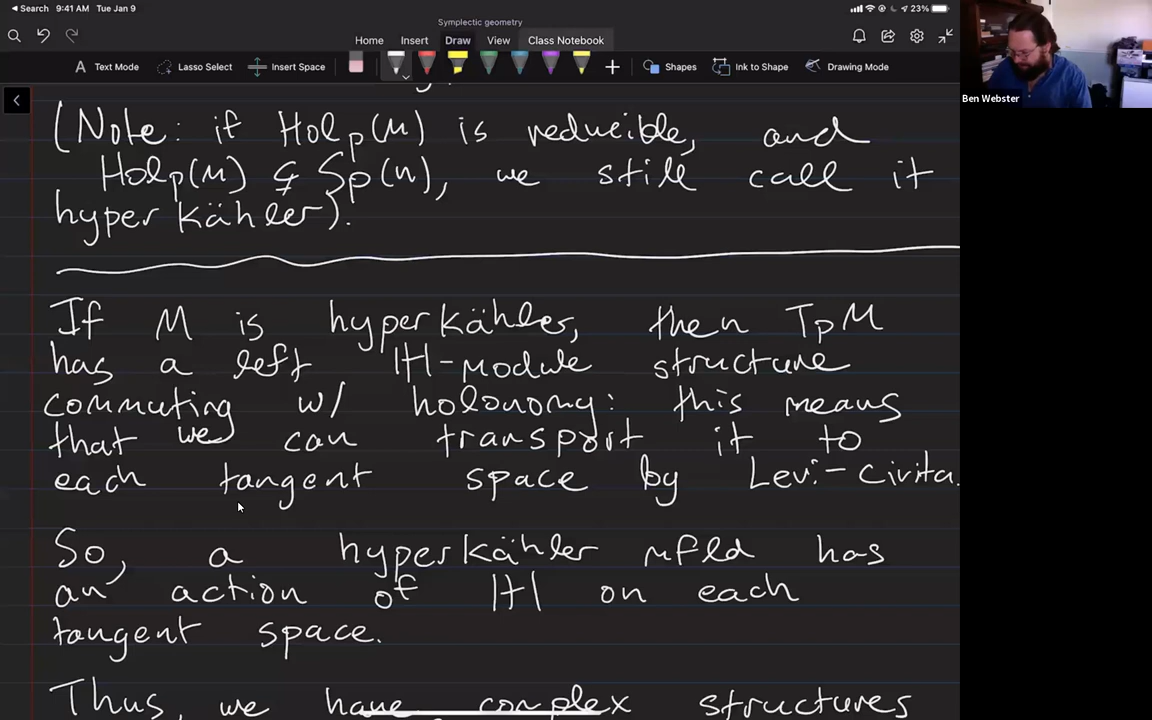 Search 9:41 AM Tue Jan 9
23%
Symplectic geometry
Home Insert Draw View Class Notebook
Text Mode Lasso Select Insert Space Shapes Ink to Shape Drawing Mode
Ben Webster
(Note: if Holp(M) is reducible, and
Holp(M) ⊊ Sp(n), we still call it
hyperkähler).
If M is hyperkähler, then TpM
has a left ℍ-module structure
commuting w/ holonomy: this means
that we can transport it to
each tangent space by Levi-Civita.
So, a hyperkähler mfld has
an action of ℍ on each
tangent space.
Thus, we have complex structures